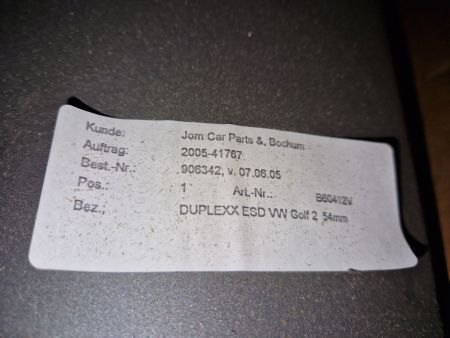 Kunde: Jom Car Parts &, Bochum
Auftrag: 2005-41767
Best.-Nr.: 906342, v. 07.06.05
Pos.: 1 Art.-Nr.: B60412V
Bez.; DUPLEXX ESD VW Golf 2 54mm